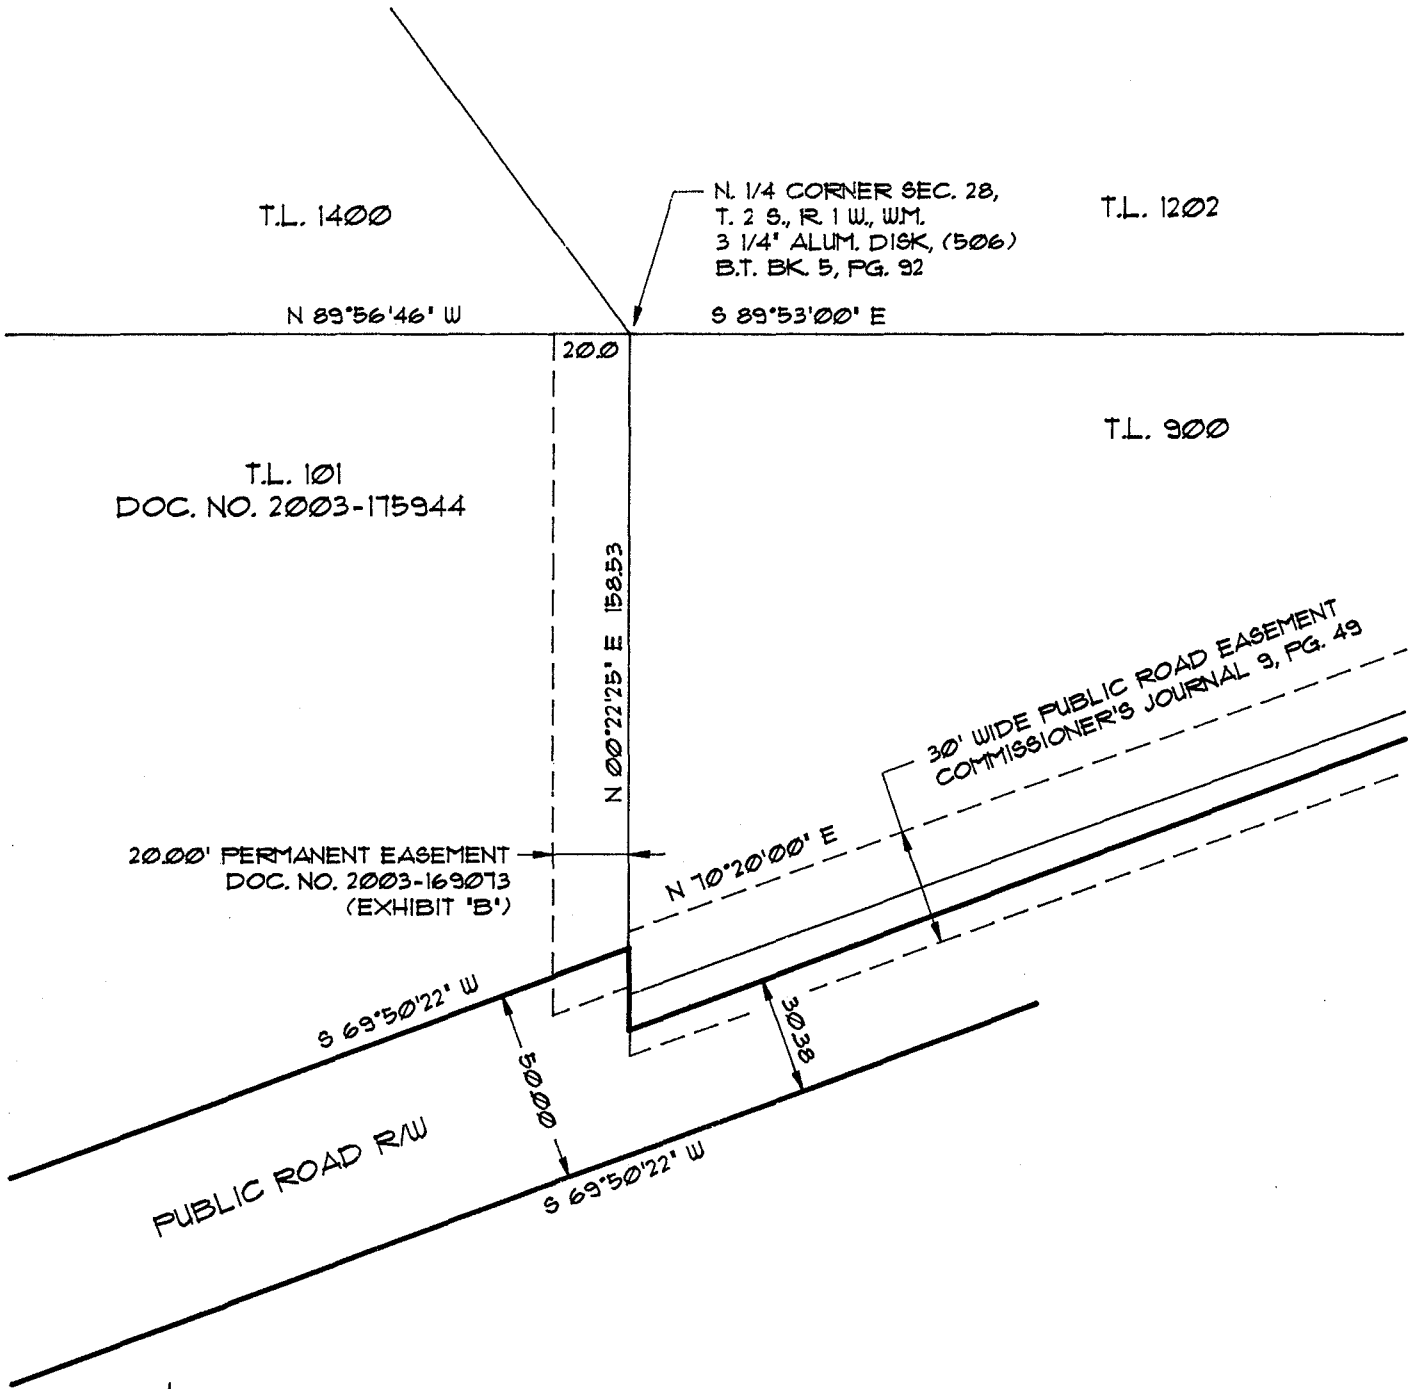 N. 1/4 CORNER SEC. 28,
T. 2 S., R. 1 W., W.M.
3 1/4" ALUM. DISK, (506)
B.T. BK. 5, PG. 92
T.L. 1400
T.L. 1202
N 89°56'46" W
S 89°53'00" E
20.0
T.L. 900
T.L. 101
DOC. NO. 2003-175944
N 00°22'25" E 158.53
30' WIDE PUBLIC ROAD EASEMENT
COMMISSIONER'S JOURNAL 9, PG. 49
20.00' PERMANENT EASEMENT
DOC. NO. 2003-169073
(EXHIBIT "B")
N 70°20'00" E
S 69°50'22" W
50.00
30.38
PUBLIC ROAD R/W
S 69°50'22" W